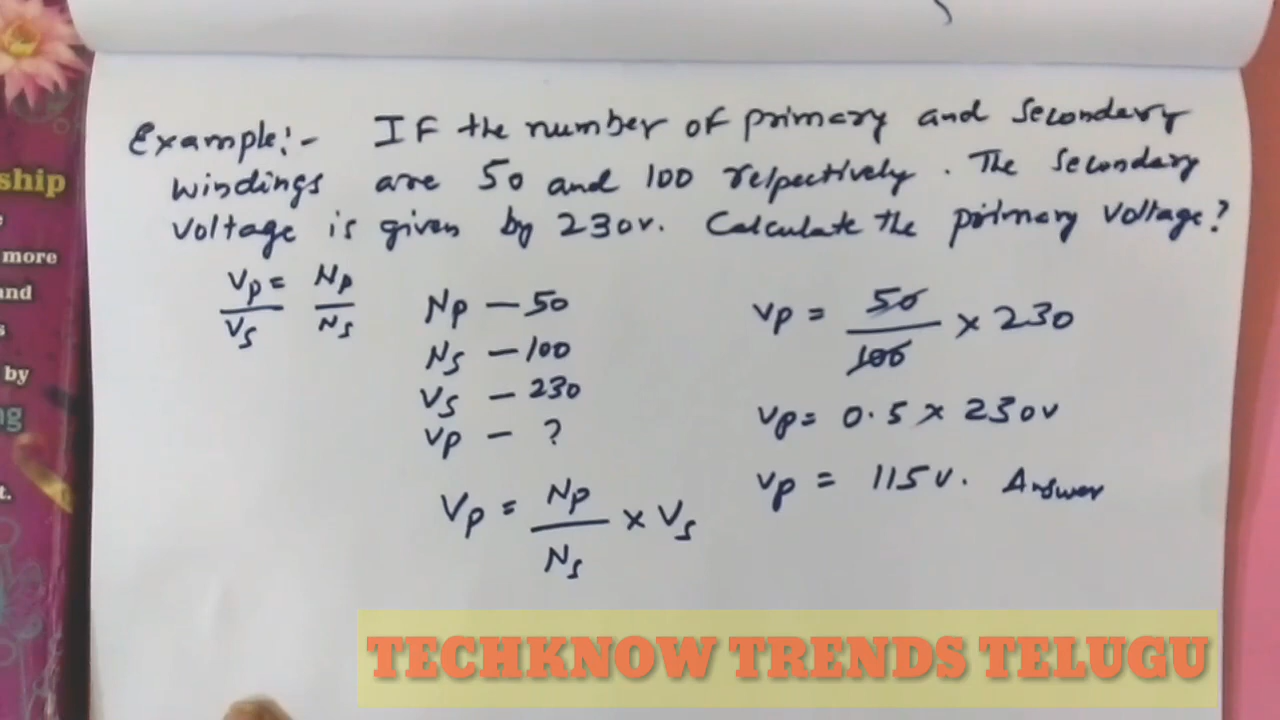 Example:- IF the number of primary and Secondary
windings are 50 and 100 relpectively. The Secondary
Voltage is given by 230v. Calculate the primary Voltage?
Vp = Np
Vs Ns
Np - 50
Ns - 100
Vs - 230
Vp - ?
Vp = Np/Ns x Vs
Vp = 50/100 x 230
Vp = 0.5 x 230v
Vp = 115v. Answer
ship
more
and
s
by
ng
t.
TECHKNOW TRENDS TELUGU